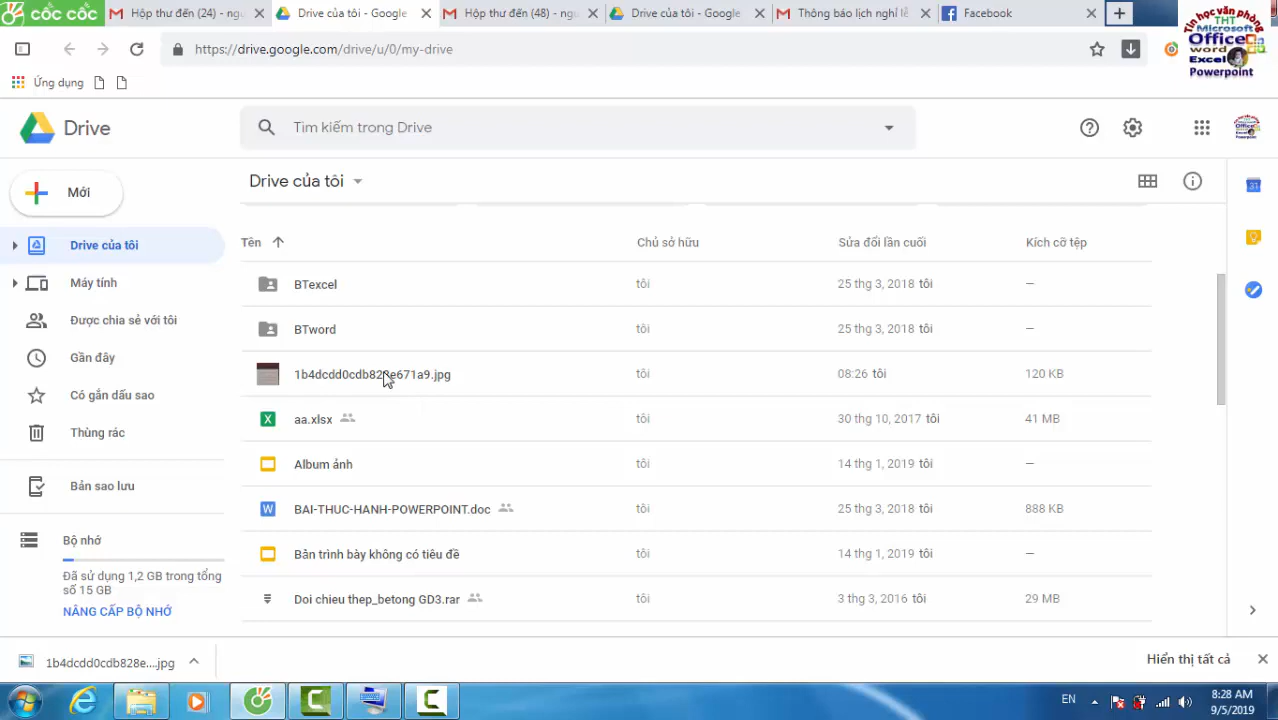 cốc cốc
Hộp thư đến (24) - ngu
Drive của tôi - Google
Hộp thư đến (48) - ngu
Drive của tôi - Google
Thông báo lịch nghỉ lễ
Facebook
https://drive.google.com/drive/u/0/my-drive
Ứng dụng
Tin học văn phòng
THT
Microsoft
Office
word
Excel
Powerpoint
Drive
Tìm kiếm trong Drive
Mới
Drive của tôi
Drive của tôi
Máy tính
Được chia sẻ với tôi
Gần đây
Có gắn dấu sao
Thùng rác
Bản sao lưu
Bộ nhớ
Đã sử dụng 1,2 GB trong tổng
số 15 GB
NÂNG CẤP BỘ NHỚ
Tên Chủ sở hữu Sửa đổi lần cuối Kích cỡ tệp
BTexcel tôi 25 thg 3, 2018 tôi —
BTword tôi 25 thg 3, 2018 tôi —
1b4dcdd0cdb828e671a9.jpg tôi 08:26 tôi 120 KB
aa.xlsx tôi 30 thg 10, 2017 tôi 41 MB
Album ảnh tôi 14 thg 1, 2019 tôi —
BAI-THUC-HANH-POWERPOINT.doc tôi 25 thg 3, 2018 tôi 888 KB
Bản trình bày không có tiêu đề tôi 14 thg 1, 2019 tôi —
Doi chieu thep_betong GD3.rar tôi 3 thg 3, 2016 tôi 29 MB
1b4dcdd0cdb828e....jpg
Hiển thị tất cả
EN
8:28 AM
9/5/2019